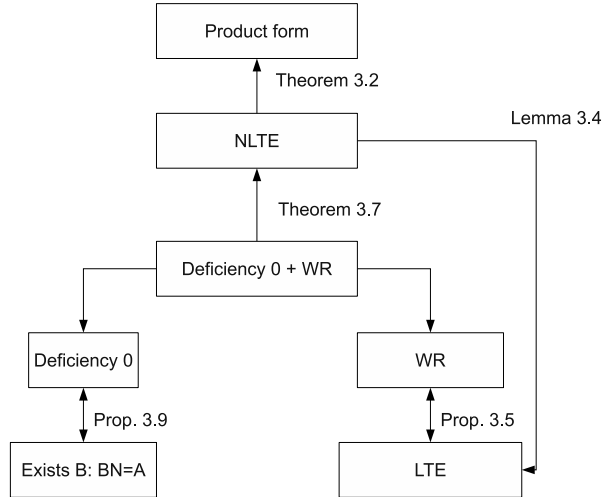 Product form
Theorem 3.2
Lemma 3.4
NLTE
Theorem 3.7
Deficiency 0 + WR
Deficiency 0
WR
Prop. 3.9
Prop. 3.5
Exists B: BN=A
LTE